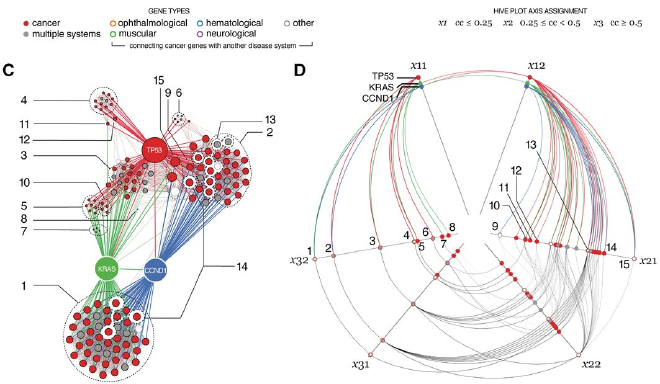 GENE TYPES
cancer
multiple systems
ophthalmological
muscular
hematological
neurological
other
connecting cancer genes with another disease system
HIVE PLOT AXIS ASSIGNMENT
x1 cc ≤ 0.25 x2 0.25 ≤ cc < 0.5 x3 cc ≥ 0.5
C
15
9
6
4
11
12
3
10
5
8
7
1
13
2
14
TP53
KRAS
CCND1
D
x11
x12
TP53
KRAS
CCND1
13
12
11
10
9
14
15
x21
x22
x31
x32
1
2
3
4
5
6
7
8